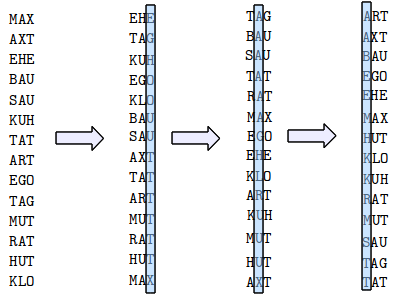 MAX
AXT
EHE
BAU
SAU
KUH
TAT
ART
EGO
TAG
MUT
RAT
HUT
KLO
EHE
TAG
KUH
EGO
KLO
BAU
SAU
AXT
TAT
ART
MUT
RAT
HUT
MAX
TAG
BAU
SAU
TAT
RAT
MAX
EGO
EHE
KLO
ART
KUH
MUT
HUT
AXT
ART
AXT
BAU
EGO
EHE
MAX
HUT
KLO
KUH
RAT
MUT
SAU
TAG
TAT